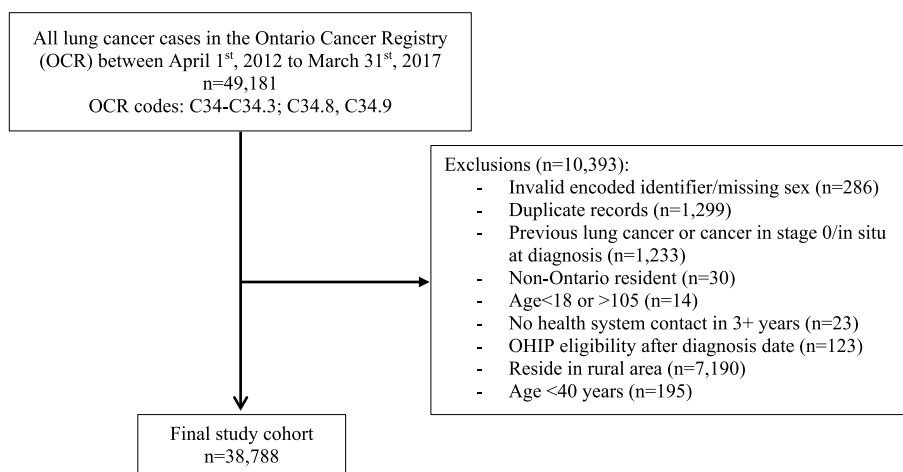 All lung cancer cases in the Ontario Cancer Registry
(OCR) between April 1st, 2012 to March 31st, 2017
n=49,181
OCR codes: C34-C34.3; C34.8, C34.9
Exclusions (n=10,393):
- Invalid encoded identifier/missing sex (n=286)
- Duplicate records (n=1,299)
- Previous lung cancer or cancer in stage 0/in situ
at diagnosis (n=1,233)
- Non-Ontario resident (n=30)
- Age<18 or >105 (n=14)
- No health system contact in 3+ years (n=23)
- OHIP eligibility after diagnosis date (n=123)
- Reside in rural area (n=7,190)
- Age <40 years (n=195)
Final study cohort
n=38,788